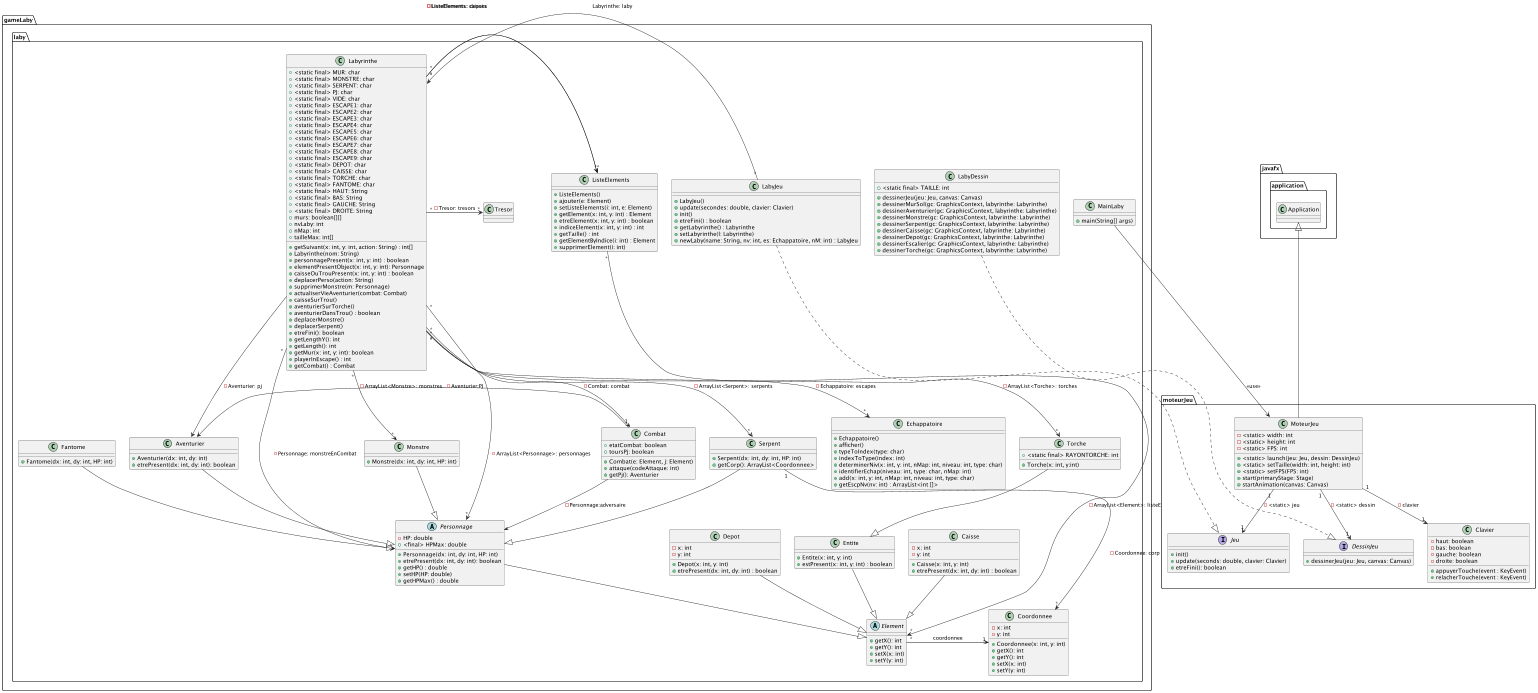 ListeElements: caisses
Labyrinthe: laby
gameLaby
laby
C Labyrinthe
<static final> MUR: char
<static final> MONSTRE: char
<static final> SERPENT: char
<static final> PJ: char
<static final> VIDE: char
<static final> ESCAPE1: char
<static final> ESCAPE2: char
<static final> ESCAPE3: char
<static final> ESCAPE4: char
<static final> ESCAPE5: char
<static final> ESCAPE6: char
<static final> ESCAPE7: char
<static final> ESCAPE8: char
<static final> ESCAPE9: char
<static final> DEPOT: char
<static final> CAISSE: char
<static final> TORCHE: char
<static final> FANTOME: char
<static final> HAUT: String
<static final> BAS: String
<static final> GAUCHE: String
<static final> DROITE: String
murs: boolean[][]
nvLaby: int
nMap: int
tailleMax: int[]
getSuivant(x: int, y: int, action: String) : int[]
Labyrinthe(nom: String)
personnagePresent(x: int, y: int) : boolean
elementPresentObject(x: int, y: int): Personnage
caisseOuTrouPresent(x: int, y: int) : boolean
deplacerPerso(action: String)
supprimerMonstre(m: Personnage)
actualiserVieAventurier(combat: Combat)
caisseSurTrou()
aventurierSurTorche()
aventurierDansTrou() : boolean
deplacerMonstre()
deplacerSerpent()
etreFini(): boolean
getLengthY(): int
getLength(): int
getMur(x: int, y: int): boolean
playerInEscape() : int
getCombat() : Combat
Tresor: tresors
C Tresor
C ListeElements
ListeElements()
ajouter(e: Element)
setListeElements(i: int, e: Element)
getElement(x: int, y: int) : Element
etreElement(x: int, y: int) : boolean
indiceElement(x: int, y: int) : int
getTaille() : int
getElementByIndice(i: int) : Element
supprimerElement(i: int)
C LabyJeu
LabyJeu()
update(secondes: double, clavier: Clavier)
init()
etreFini() : boolean
getLabyrinthe() : Labyrinthe
setLabyrinthe(l: Labyrinthe)
newLaby(name: String, nv: int, es: Echappatoire, nM: int) : LabyJeu
C LabyDessin
<static final> TAILLE: int
dessinerJeu(jeu: Jeu, canvas: Canvas)
dessinerMurSol(gc: GraphicsContext, labyrinthe: Labyrinthe)
dessinerAventurier(gc: GraphicsContext, labyrinthe: Labyrinthe)
dessinerMonstre(gc: GraphicsContext, labyrinthe: Labyrinthe)
dessinerSerpent(gc: GraphicsContext, labyrinthe: Labyrinthe)
dessinerCaisse(gc: GraphicsContext, labyrinthe: Labyrinthe)
dessinerDepot(gc: GraphicsContext, labyrinthe: Labyrinthe)
dessinerEscalier(gc: GraphicsContext, labyrinthe: Labyrinthe)
dessinerTorche(gc: GraphicsContext, labyrinthe: Labyrinthe)
C MainLaby
main(String[] args)
javafx
application
C Application
Aventurier: pj
ArrayList<Monstre>: monstres
Aventurier:PJ
Combat: combat
ArrayList<Serpent>: serpents
Echappatoire: escapes
ArrayList<Torche>: torches
«use»
moteurJeu
C Fantome
Fantome(dx: int, dy: int, HP: int)
C Aventurier
Aventurier(dx: int, dy: int)
etrePresent(dx: int, dy: int): boolean
Personnage: monstreEnCombat
C Monstre
Monstre(dx: int, dy: int, HP: int)
ArrayList<Personnage>: personnages
C Combat
etatCombat: boolean
toursPj: boolean
Combat(e: Element, j: Element)
attaque(codeAttaque: int)
getPj(): Aventurier
C Serpent
Serpent(dx: int, dy: int, HP: int)
getCorp(): ArrayList<Coordonnee>
C Echappatoire
Echappatoire()
afficher()
typeToIndex(type: char)
indexToType(index: int)
determinerNiv(x: int, y: int, nMap: int, niveau: int, type: char)
identifierEchap(niveau: int, type: char, nMap: int)
add(x: int, y: int, nMap: int, niveau: int, type: char)
getEscpNv(nv: int) : ArrayList<int []>
C Torche
<static final> RAYONTORCHE: int
Torche(x: int, y:int)
C MoteurJeu
<static> width: int
<static> height: int
<static> FPS: int
<static> launch(jeu: Jeu, dessin: DessinJeu)
<static> setTaille(width: int, height: int)
<static> setFPS(FPS: int)
start(primaryStage: Stage)
startAnimation(canvas: Canvas)
Personnage:adversaire
1
ArrayList<Element>: listeE
1
1
1
<static> jeu
<static> dessin
clavier
A Personnage
HP: double
<final> HPMax: double
Personnage(dx: int, dy: int, HP: int)
etrePresent(dx: int, dy: int): boolean
getHP() : double
setHP(HP: double)
getHPMax() : double
C Depot
x: int
y: int
Depot(x: int, y: int)
etrePresent(dx: int, dy: int) : boolean
C Entite
Entite(x: int, y: int)
estPresent(x: int, y: int) : boolean
C Caisse
x: int
y: int
Caisse(x: int, y: int)
etrePresent(dx: int, dy: int) : boolean
Coordonnee: corp
1
1
1
I Jeu
init()
update(seconds: double, clavier: Clavier)
etreFini(): boolean
I DessinJeu
dessinerJeu(jeu: Jeu, canvas: Canvas)
C Clavier
haut: boolean
bas: boolean
gauche: boolean
droite: boolean
appuyerTouche(event : KeyEvent)
relacherTouche(event : KeyEvent)
A Element
getX(): int
getY(): int
setX(x: int)
setY(y: int)
coordonnee
1
C Coordonnee
x: int
y: int
Coordonnee(x: int, y: int)
getX(): int
getY(): int
setX(x: int)
setY(y: int)